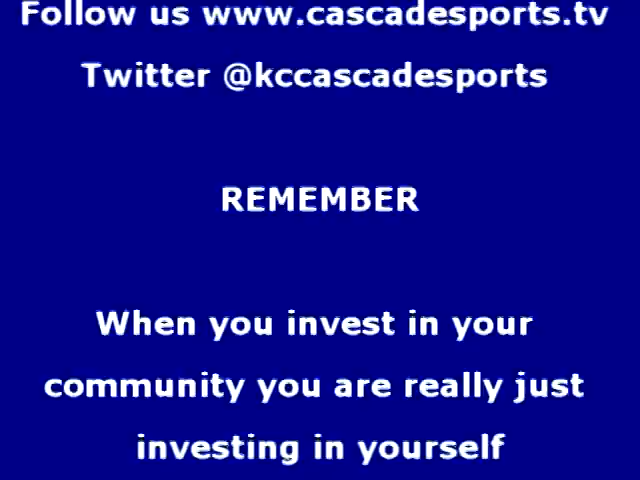 Follow us www.cascadesports.tv
Twitter @kccascadesports
REMEMBER
When you invest in your
community you are really just
investing in yourself